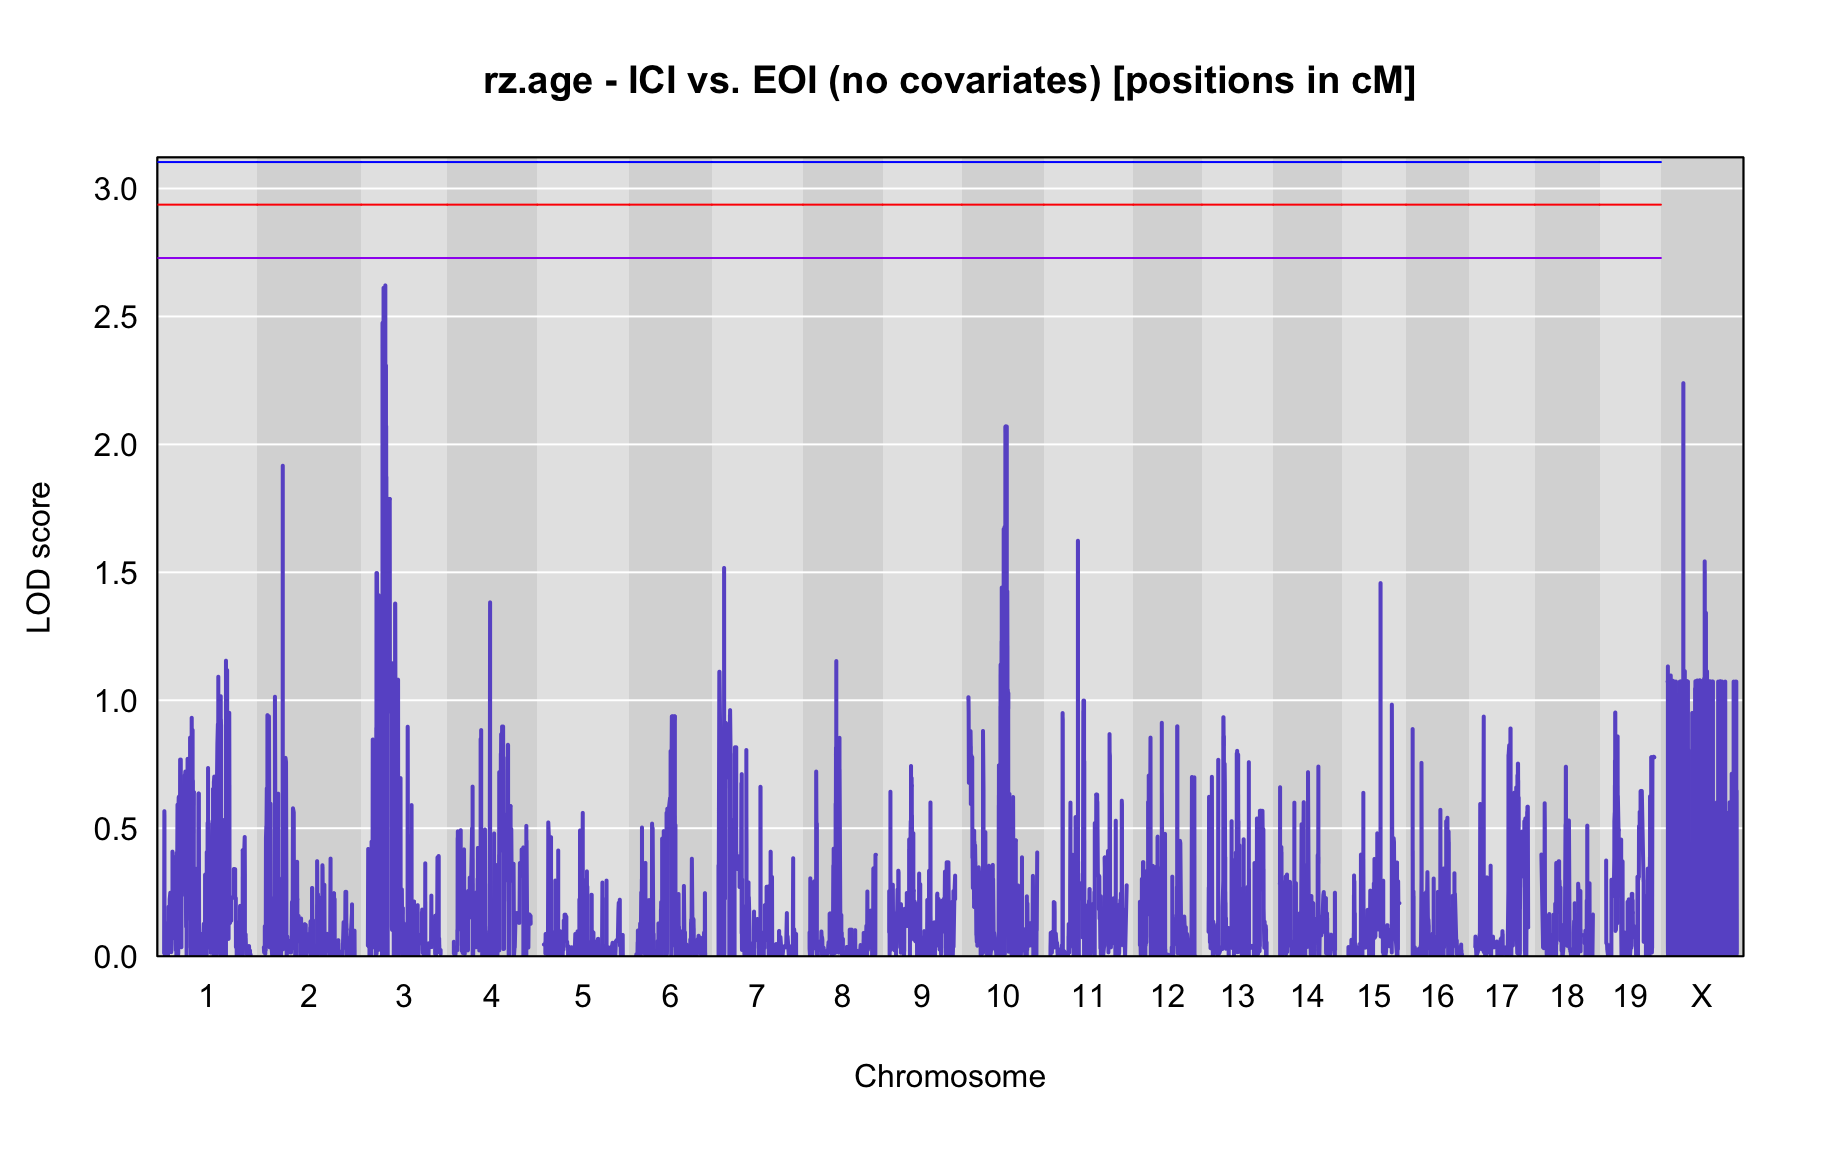 rz.age - ICI vs. EOI (no covariates) [positions in cM]
3.0
2.5
2.0
1.5
1.0
0.5
0.0
LOD score
1 2 3 4 5 6 7 8 9 10 11 12 13 14 15 16 17 18 19 X
Chromosome